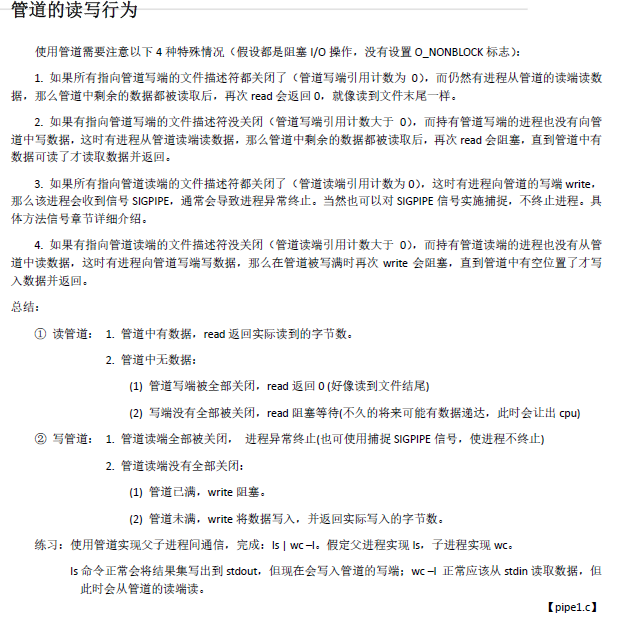 管道的读写行为
使用管道需要注意以下 4 种特殊情况（假设都是阻塞 I/O 操作，没有设置 O_NONBLOCK 标志）：
1. 如果所有指向管道写端的文件描述符都关闭了（管道写端引用计数为 0），而仍然有进程从管道的读端读数
据，那么管道中剩余的数据都被读取后，再次 read 会返回 0，就像读到文件末尾一样。
2. 如果有指向管道写端的文件描述符没关闭（管道写端引用计数大于 0），而持有管道写端的进程也没有向管
道中写数据，这时有进程从管道读端读数据，那么管道中剩余的数据都被读取后，再次 read 会阻塞，直到管道中有
数据可读了才读取数据并返回。
3. 如果所有指向管道读端的文件描述符都关闭了（管道读端引用计数为 0），这时有进程向管道的写端 write，
那么该进程会收到信号 SIGPIPE，通常会导致进程异常终止。当然也可以对 SIGPIPE 信号实施捕捉，不终止进程。具
体方法信号章节详细介绍。
4. 如果有指向管道读端的文件描述符没关闭（管道读端引用计数大于 0），而持有管道读端的进程也没有从管
道中读数据，这时有进程向管道写端写数据，那么在管道被写满时再次 write 会阻塞，直到管道中有空位置了才写
入数据并返回。
总结：
① 读管道： 1. 管道中有数据，read 返回实际读到的字节数。
2. 管道中无数据：
(1) 管道写端被全部关闭，read 返回 0 (好像读到文件结尾)
(2) 写端没有全部被关闭，read 阻塞等待(不久的将来可能有数据递达，此时会让出 cpu)
② 写管道： 1. 管道读端全部被关闭， 进程异常终止(也可使用捕捉 SIGPIPE 信号，使进程不终止)
2. 管道读端没有全部关闭：
(1) 管道已满，write 阻塞。
(2) 管道未满，write 将数据写入，并返回实际写入的字节数。
练习：使用管道实现父子进程间通信，完成：ls | wc –l。假定父进程实现 ls，子进程实现 wc。
ls 命令正常会将结果集写出到 stdout，但现在会写入管道的写端；wc –l 正常应该从 stdin 读取数据，但
此时会从管道的读端读。
【pipe1.c】